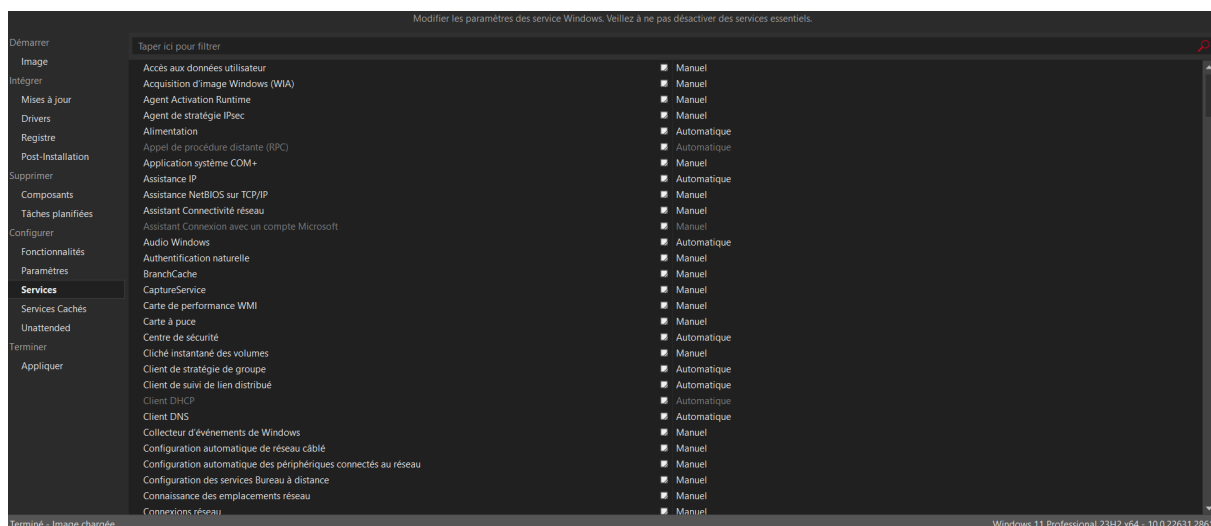 Modifier les paramètres des service Windows. Veillez à ne pas désactiver des services essentiels.
Démarrer
Image
Intégrer
Mises à jour
Drivers
Registre
Post-Installation
Supprimer
Composants
Tâches planifiées
Configurer
Fonctionnalités
Paramètres
Services
Services Cachés
Unattended
Terminer
Appliquer
Taper ici pour filtrer
Accès aux données utilisateur Manuel
Acquisition d'image Windows (WIA) Manuel
Agent Activation Runtime Manuel
Agent de stratégie IPsec Manuel
Alimentation Automatique
Appel de procédure distante (RPC) Automatique
Application système COM+ Manuel
Assistance IP Automatique
Assistance NetBIOS sur TCP/IP Manuel
Assistant Connectivité réseau Manuel
Assistant Connexion avec un compte Microsoft Manuel
Audio Windows Automatique
Authentification naturelle Manuel
BranchCache Manuel
CaptureService Manuel
Carte de performance WMI Manuel
Carte à puce Manuel
Centre de sécurité Automatique
Cliché instantané des volumes Manuel
Client de stratégie de groupe Automatique
Client de suivi de lien distribué Automatique
Client DHCP Automatique
Client DNS Automatique
Collecteur d'événements de Windows Manuel
Configuration automatique de réseau câblé Manuel
Configuration automatique des périphériques connectés au réseau Manuel
Configuration des services Bureau à distance Manuel
Connaissance des emplacements réseau Manuel
Connexions réseau Manuel
Terminé - Image chargée Windows 11 Professional 23H2 x64 - 10.0.22631.286